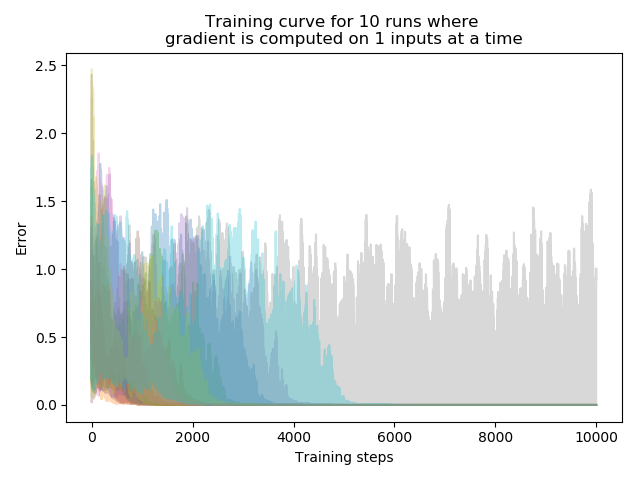 Training curve for 10 runs where
gradient is computed on 1 inputs at a time
2.5
2.0
1.5
1.0
0.5
0.0
Error
0 2000 4000 6000 8000 10000
Training steps